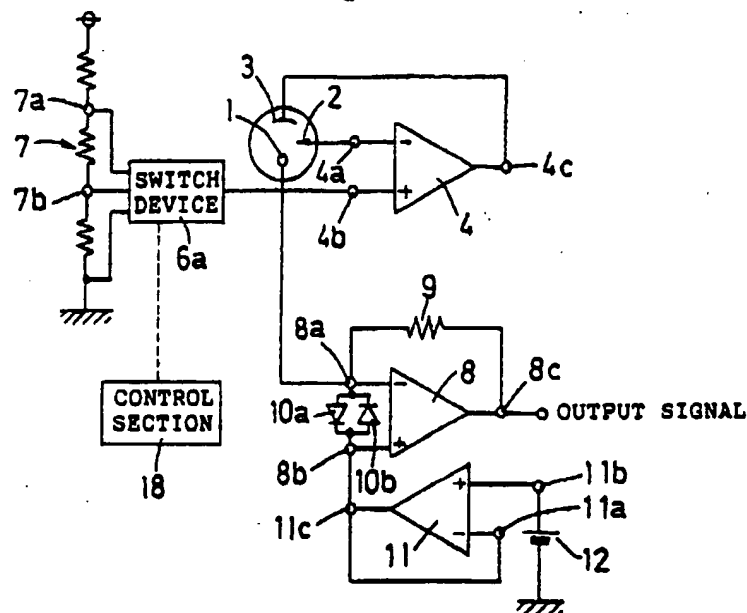 3
2
1
7a
7
7b
SWITCH
DEVICE
6a
4a
4b
4
4c
9
8a
8
8c
OUTPUT SIGNAL
CONTROL
SECTION
18
10a
8b
10b
11b
11a
11c
11
12